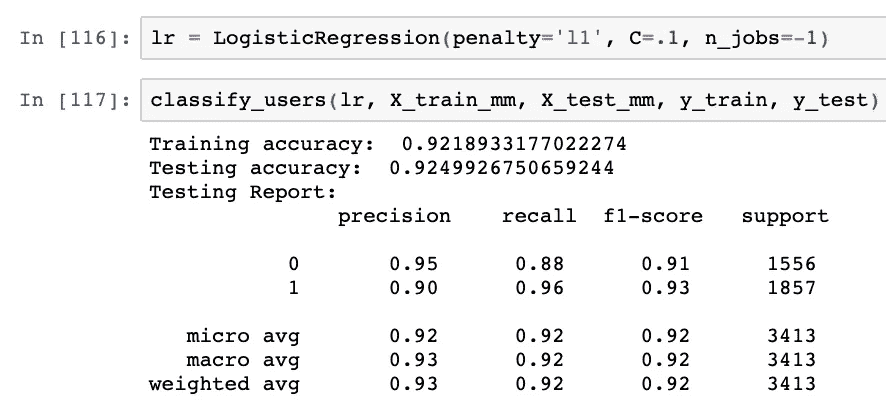 In [116]: lr = LogisticRegression(penalty='l1', C=.1, n_jobs=-1)
In [117]: classify_users(lr, X_train_mm, X_test_mm, y_train, y_test)
Training accuracy:  0.9218933177022274
Testing accuracy:  0.9249926750659244
Testing Report:
precision recall f1-score support
0 0.95 0.88 0.91 1556
1 0.90 0.96 0.93 1857
micro avg 0.92 0.92 0.92 3413
macro avg 0.93 0.92 0.92 3413
weighted avg 0.93 0.92 0.92 3413